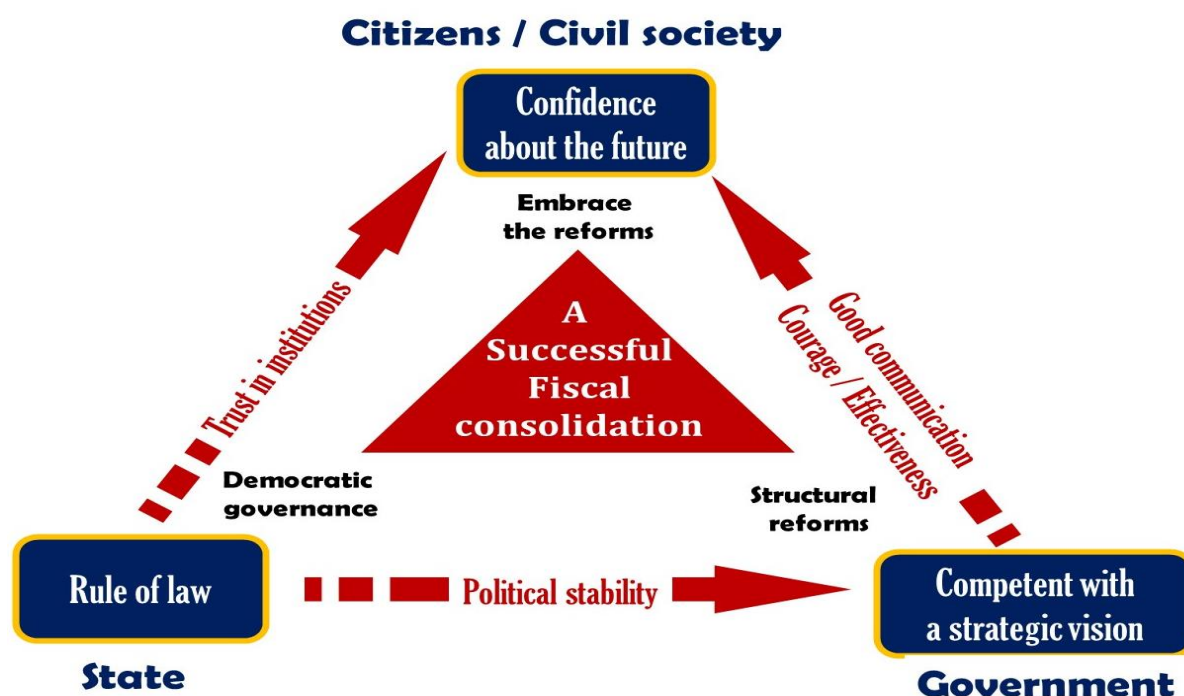 Citizens / Civil society
Confidence
about the future
Embrace
the reforms
A
Successful
Fiscal
consolidation
Trust in institutions
Good communication
Courage / Effectiveness
Democratic
governance
Structural
reforms
Rule of law
Political stability
Competent with
a strategic vision
State
Government